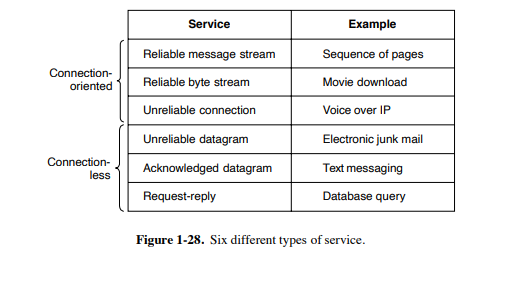 Service Example
Reliable message stream Sequence of pages
Connection-
oriented
Reliable byte stream Movie download
Unreliable connection Voice over IP
Unreliable datagram Electronic junk mail
Connection-
less
Acknowledged datagram Text messaging
Request-reply Database query
Figure 1-28. Six different types of service.